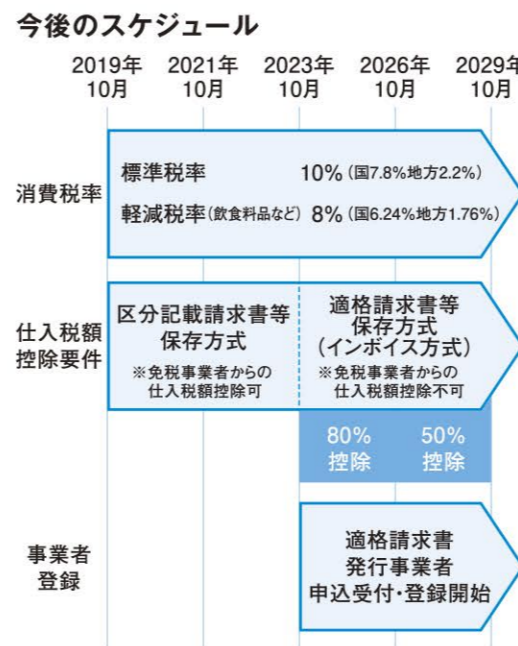 今後のスケジュール
2019年 2021年 2023年 2026年 2029年
10月 10月 10月 10月 10月
消費税率
標準税率 10%(国7.8%地方2.2%)
軽減税率(飲食料品など) 8%(国6.24%地方1.76%)
仕入税額
控除要件
区分記載請求書等
保存方式
※免税事業者からの
仕入税額控除可
適格請求書等
保存方式
(インボイス方式)
※免税事業者からの
仕入税額控除不可
80%
控除
50%
控除
事業者
登録
適格請求書
発行事業者
申込受付・登録開始